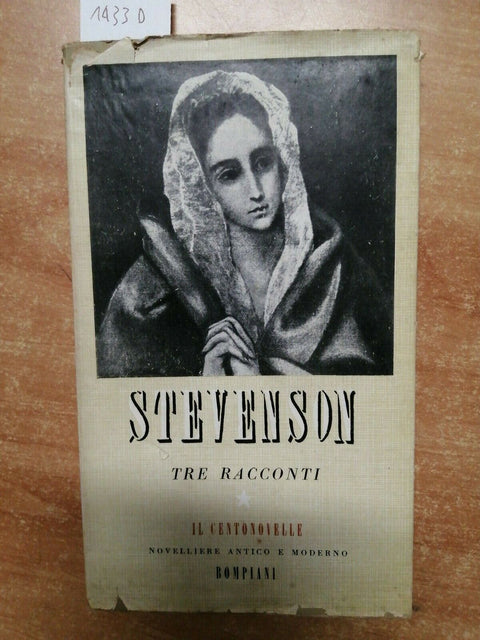 1433 D
STEVENSON
TRE RACCONTI
IL CENTONOVELLE
NOVELLIERE ANTICO E MODERNO
BOMPIANI